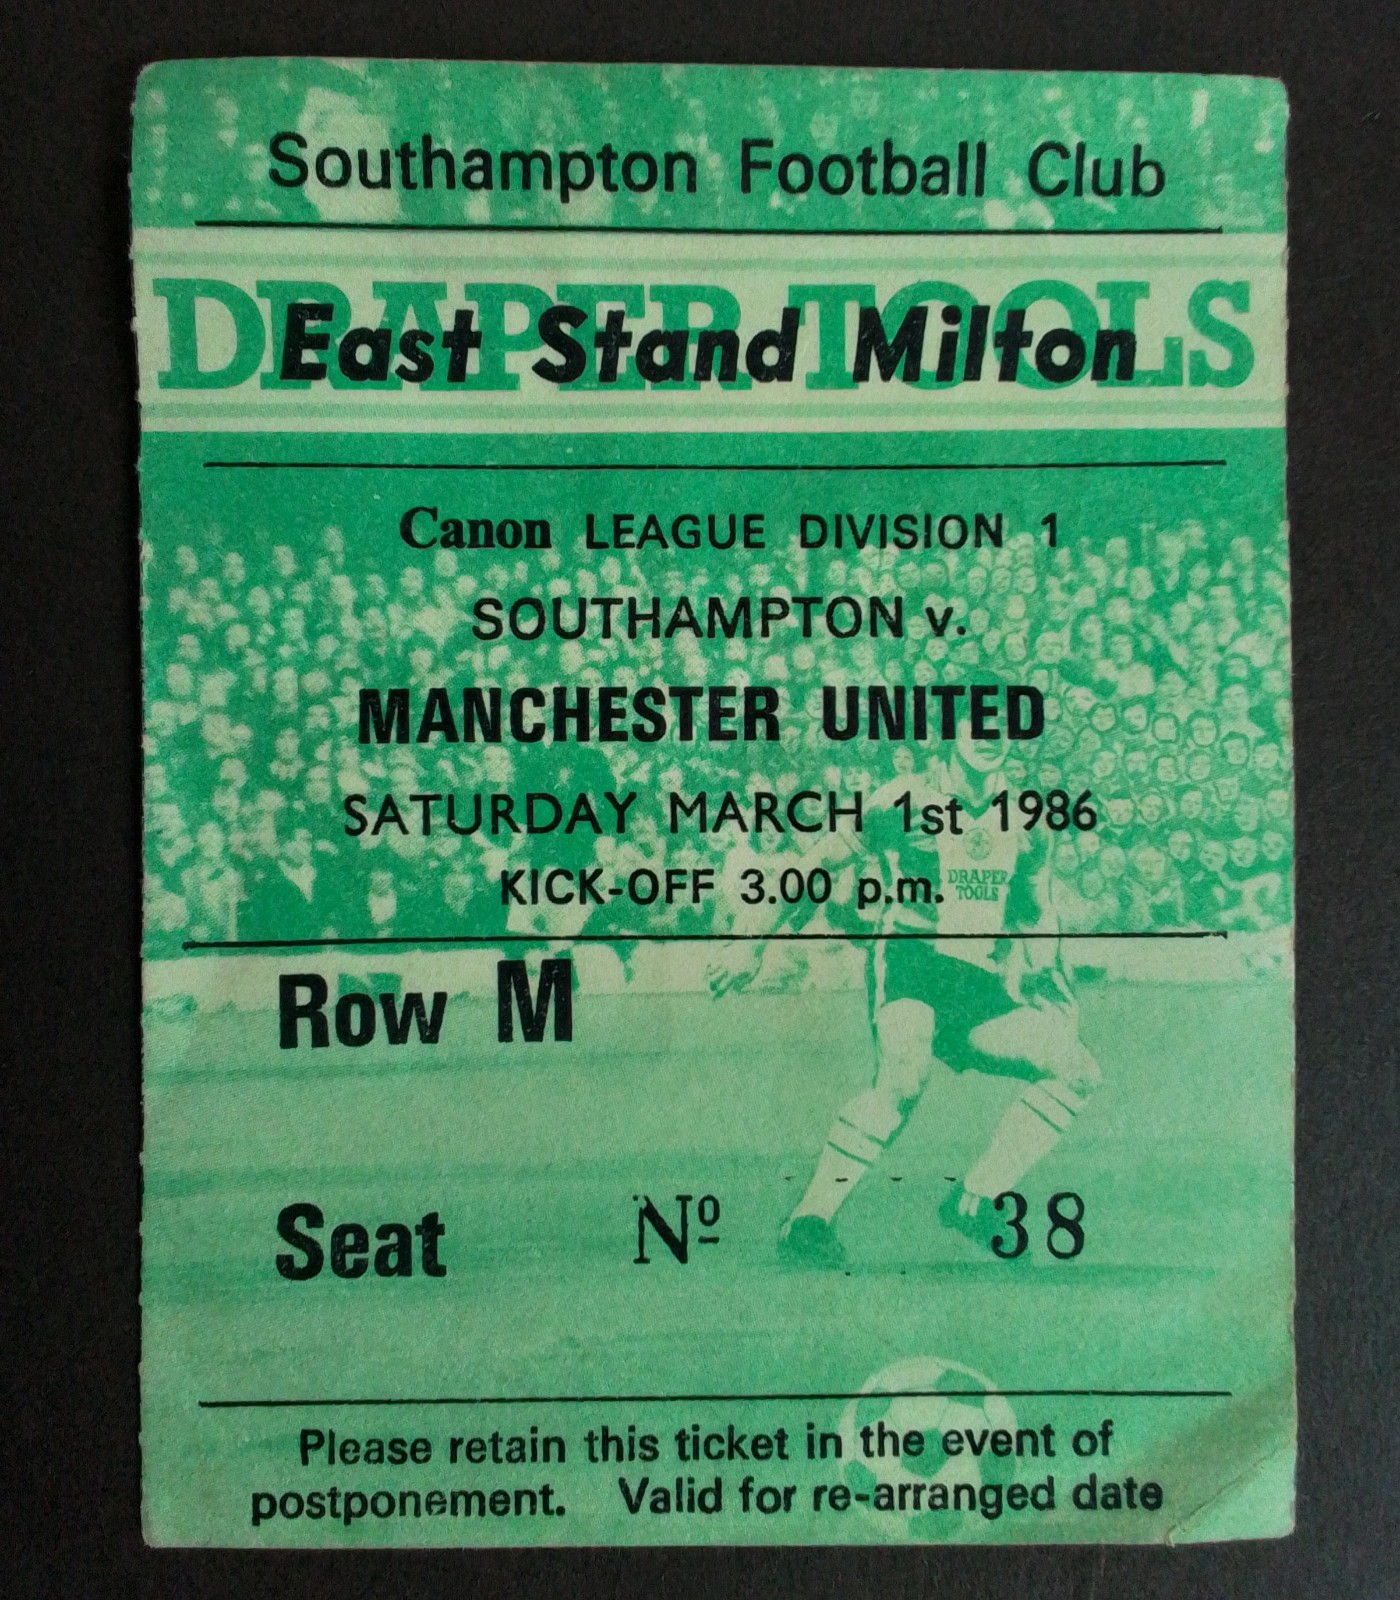 Southampton Football Club
DRAPER TOOLS
East Stand Milton
Canon LEAGUE DIVISION 1
SOUTHAMPTON v.
MANCHESTER UNITED
SATURDAY MARCH 1st 1986
KICK-OFF 3.00 p.m.
DRAPER
TOOLS
Row M
Seat Nº 38
Please retain this ticket in the event of
postponement. Valid for re-arranged date